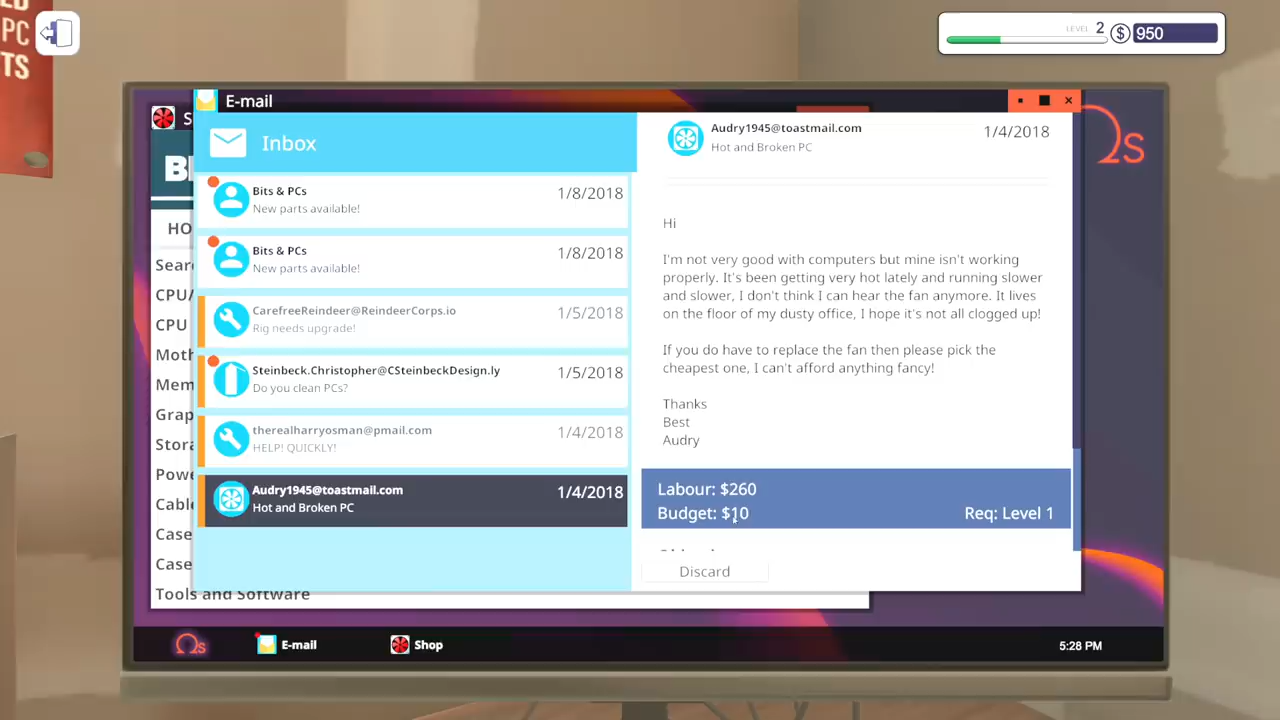 PC
TS
LEVEL 2
$ 950
E-mail
Inbox
Bits & PCs
1/8/2018
New parts available!
Bits & PCs
1/8/2018
New parts available!
CarefreeReindeer@ReindeerCorps.io
1/5/2018
Rig needs upgrade!
Steinbeck.Christopher@CSteinbeckDesign.ly
1/5/2018
Do you clean PCs?
therealharryosman@pmail.com
1/4/2018
HELP! QUICKLY!
Audry1945@toastmail.com
1/4/2018
Hot and Broken PC
Audry1945@toastmail.com
1/4/2018
Hot and Broken PC
Hi
I'm not very good with computers but mine isn't working
properly. It's been getting very hot lately and running slower
and slower, I don't think I can hear the fan anymore. It lives
on the floor of my dusty office, I hope it's not all clogged up!
If you do have to replace the fan then please pick the
cheapest one, I can't afford anything fancy!
Thanks
Best
Audry
Labour: $260
Budget: $10
Req: Level 1
Discard
S
HO
Sear
CPU/
CPU
Moth
Mem
Grap
Stora
Powe
Cable
Case
Case
Tools and Software
Ωs
Ωs
E-mail
Shop
5:28 PM